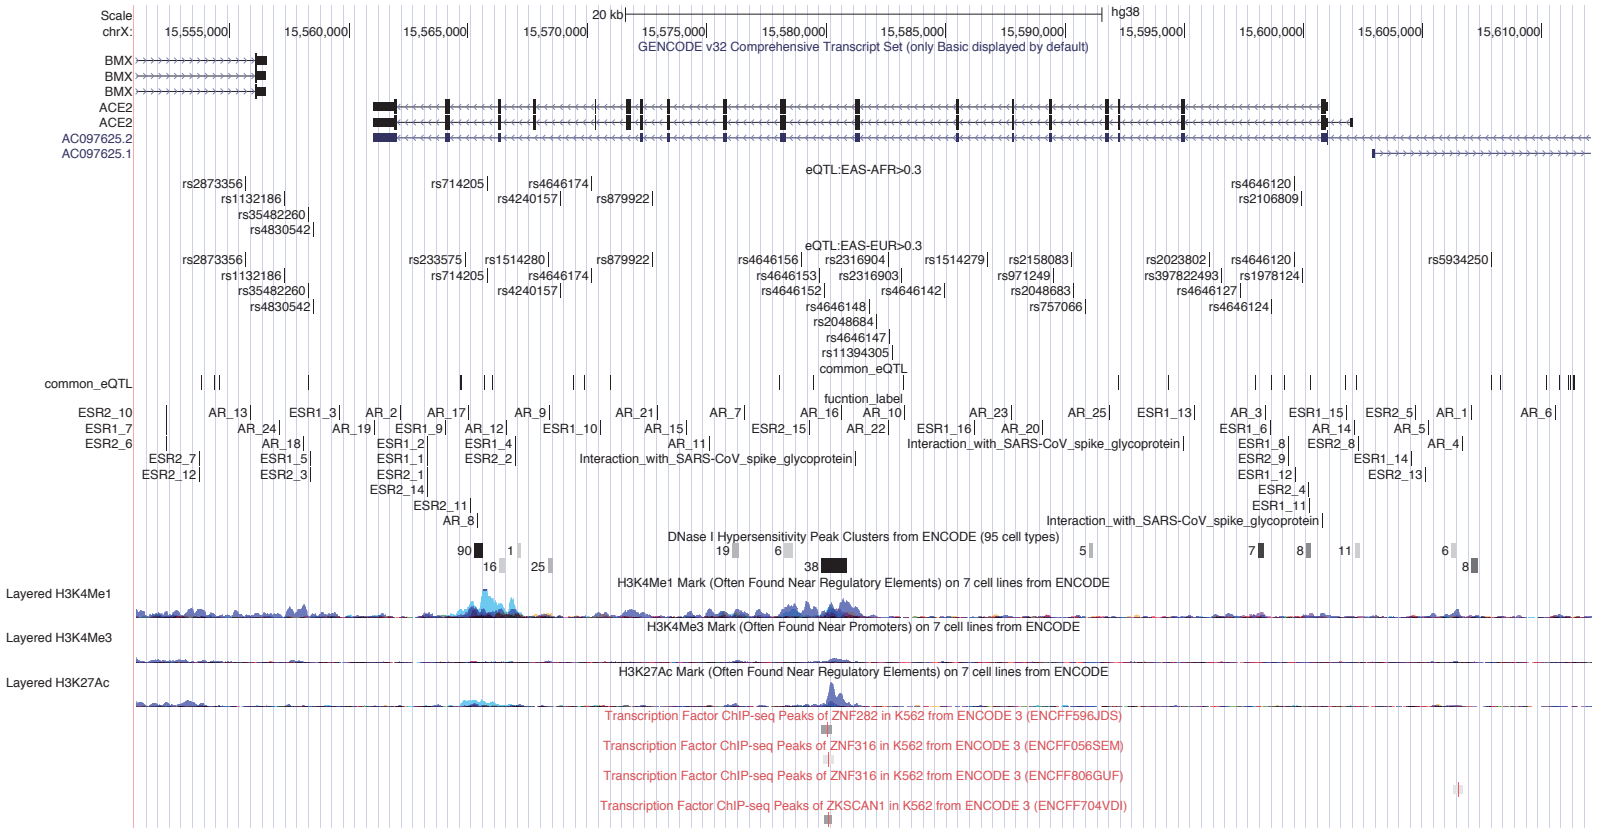 Scale 20 kb hg38
chrX: 15,555,000 15,560,000 15,565,000 15,570,000 15,575,000 15,580,000 15,585,000 15,590,000 15,595,000 15,600,000 15,605,000 15,610,000
GENCODE v32 Comprehensive Transcript Set (only Basic displayed by default)
BMX
BMX
BMX
ACE2
ACE2
AC097625.2
AC097625.1
eQTL:EAS-AFR>0.3
rs2873356 rs714205 rs4646174 rs4646120
rs1132186 rs4240157 rs879922 rs2106809
rs35482260
rs4830542
eQTL:EAS-EUR>0.3
rs2873356 rs233575 rs1514280 rs879922 rs4646156 rs2316904 rs1514279 rs2158083 rs2023802 rs4646120 rs5934250
rs1132186 rs714205 rs4646174 rs4646153 rs2316903 rs971249 rs397822493 rs1978124
rs35482260 rs4240157 rs4646152 rs4646142 rs2048683 rs4646127
rs4830542 rs4646148 rs757066 rs4646124
rs2048684
rs4646147
rs11394305
common_eQTL
common_eQTL
fucntion_label
ESR2_10 AR_13 ESR1_3 AR_2 AR_17 AR_9 AR_21 AR_7 AR_16 AR_10 AR_23 AR_25 ESR1_13 AR_3 ESR1_15 ESR2_5 AR_1 AR_6
ESR1_7 AR_24 AR_19 ESR1_9 AR_12 ESR1_10 AR_15 ESR2_15 AR_22 ESR1_16 AR_20 ESR1_6 AR_14 AR_5
ESR2_6 AR_18 ESR1_2 ESR1_4 AR_11 Interaction_with_SARS-CoV_spike_glycoprotein ESR1_8 ESR2_8 AR_4
ESR2_7 ESR1_5 ESR1_1 ESR2_2 Interaction_with_SARS-CoV_spike_glycoprotein ESR2_9 ESR1_14
ESR2_12 ESR2_3 ESR2_1 ESR1_12 ESR2_13
ESR2_14 ESR2_4
ESR2_11 ESR1_11
AR_8 Interaction_with_SARS-CoV_spike_glycoprotein
DNase I Hypersensitivity Peak Clusters from ENCODE (95 cell types)
90 1 19 6 5 7 8 11 6
16 25 38 8
H3K4Me1 Mark (Often Found Near Regulatory Elements) on 7 cell lines from ENCODE
Layered H3K4Me1
H3K4Me3 Mark (Often Found Near Promoters) on 7 cell lines from ENCODE
Layered H3K4Me3
H3K27Ac Mark (Often Found Near Regulatory Elements) on 7 cell lines from ENCODE
Layered H3K27Ac
Transcription Factor ChIP-seq Peaks of ZNF282 in K562 from ENCODE 3 (ENCFF596JDS)
Transcription Factor ChIP-seq Peaks of ZNF316 in K562 from ENCODE 3 (ENCFF056SEM)
Transcription Factor ChIP-seq Peaks of ZNF316 in K562 from ENCODE 3 (ENCFF806GUF)
Transcription Factor ChIP-seq Peaks of ZKSCAN1 in K562 from ENCODE 3 (ENCFF704VDI)